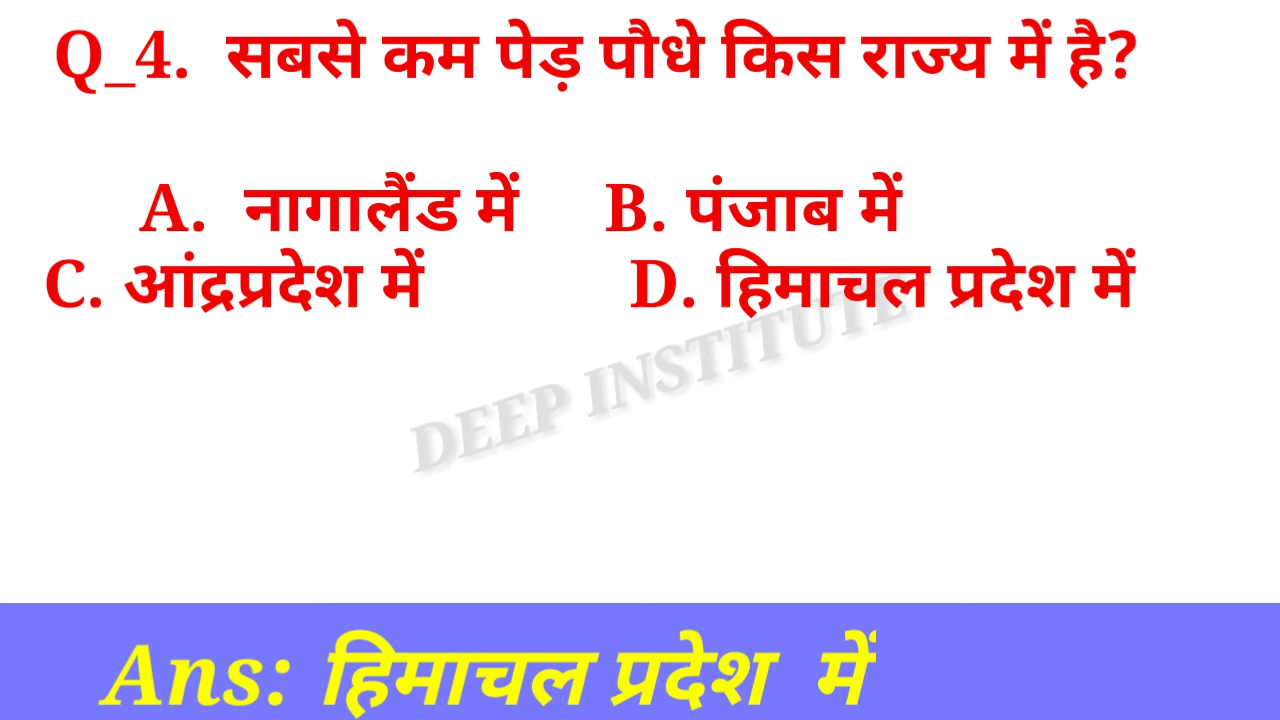 Q_4. सबसे कम पेड़ पौधे किस राज्य में है?
A. नागालैंड में B. पंजाब में
C. आंद्रप्रदेश में D. हिमाचल प्रदेश में
DEEP INSTITUTE
Ans: हिमाचल प्रदेश में